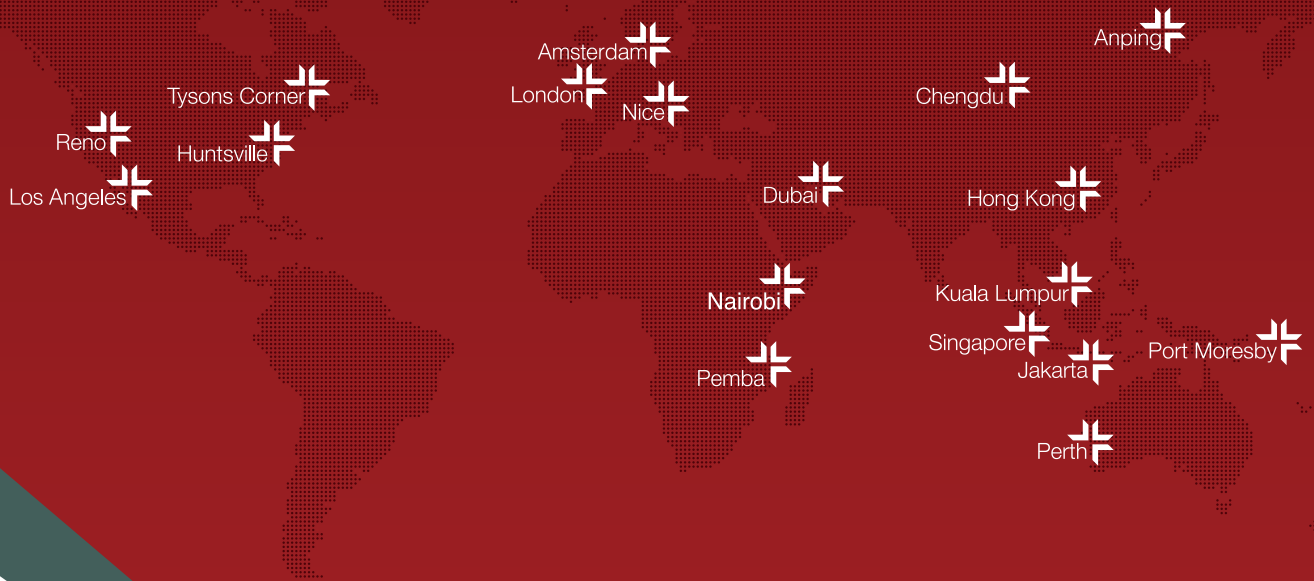 Anping
Amsterdam
Tysons Corner
London
Chengdu
Nice
Reno
Huntsville
Los Angeles
Dubai
Hong Kong
Nairobi
Kuala Lumpur
Singapore
Port Moresby
Jakarta
Pemba
Perth